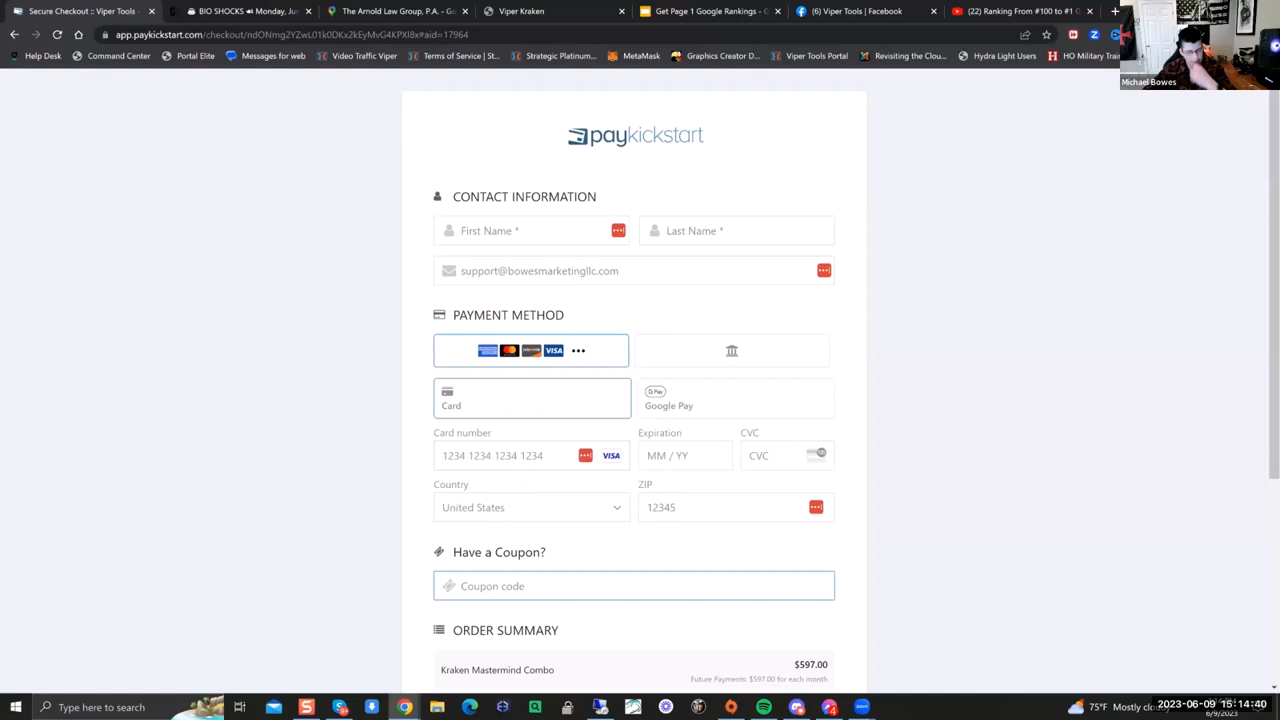 Secure Checkout - Viper Tools -
BIO SHOCKS
Monday, Ju
The Arnold Law Group, P.A. - Go
Viper Kraken
Get Page 1 Google Rankings - G
(6) Viper Tools | Facebook
(22) Ranking From #100 to #1 G
app.paykickstart.com/checkout/
#aid=17964
Help Desk
Command Center
Portal Elite
Messages for web
Video Traffic Viper
Terms of Service | St...
Strategic Platinum...
MetaMask
Graphics Creator D...
Viper Tools Portal
Revisiting the Clou...
Hydra Light Users
HO Military Trai
Michael Bowes
paykickstart
CONTACT INFORMATION
First Name *
Last Name *
support@bowesmarketingllc.com
PAYMENT METHOD
VISA
Card
G Pay
Google Pay
Card number
Expiration
CVC
1234 1234 1234 1234
VISA
MM / YY
CVC
Country
ZIP
United States
12345
Have a Coupon?
Coupon code
ORDER SUMMARY
Kraken Mastermind Combo
$597.00
Future Payments: $597.00 for each month
Type here to search
75°F Mostly
2023-06-09 15:14:40
6/9/2023